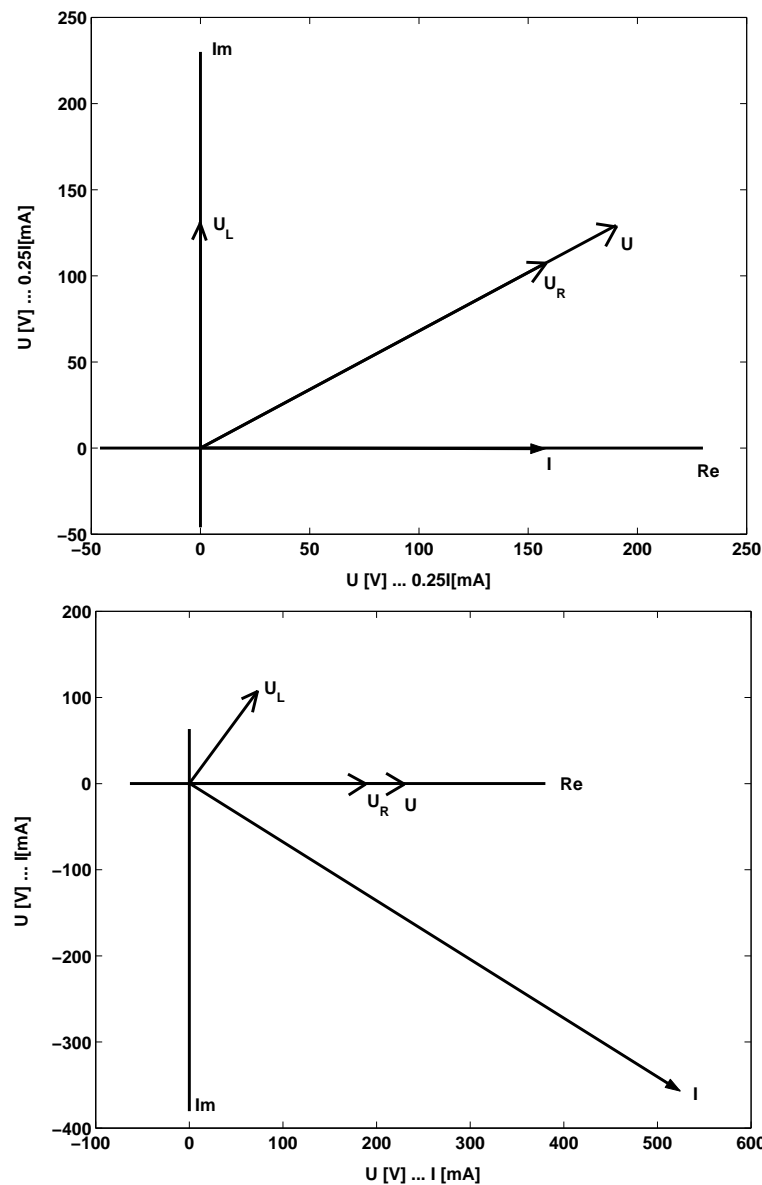 250
200
150
100
50
0
−50
U [V] ... 0.25I[mA]
Im
U_L
U
U_R
I
Re
−50 0 50 100 150 200 250
U [V] ... 0.25I[mA]
200
100
0
−100
−200
−300
−400
U [V] ... I[mA]
U_L
U_R U
Re
I
Im
−100 0 100 200 300 400 500 600
U [V] ... I [mA]